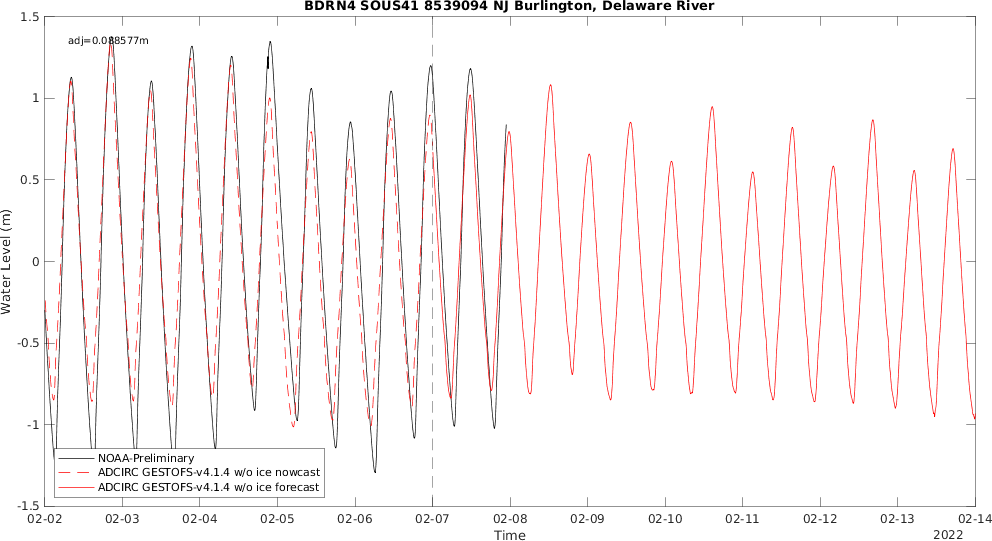 BDRN4 SOUS41 8539094 NJ Burlington, Delaware River
adj=0.088577m
1.5
1
0.5
0
-0.5
-1
-1.5
Water Level (m)
NOAA-Preliminary
ADCIRC GESTOFS-v4.1.4 w/o ice nowcast
ADCIRC GESTOFS-v4.1.4 w/o ice forecast
02-02 02-03 02-04 02-05 02-06 02-07 02-08 02-09 02-10 02-11 02-12 02-13 02-14
Time
2022